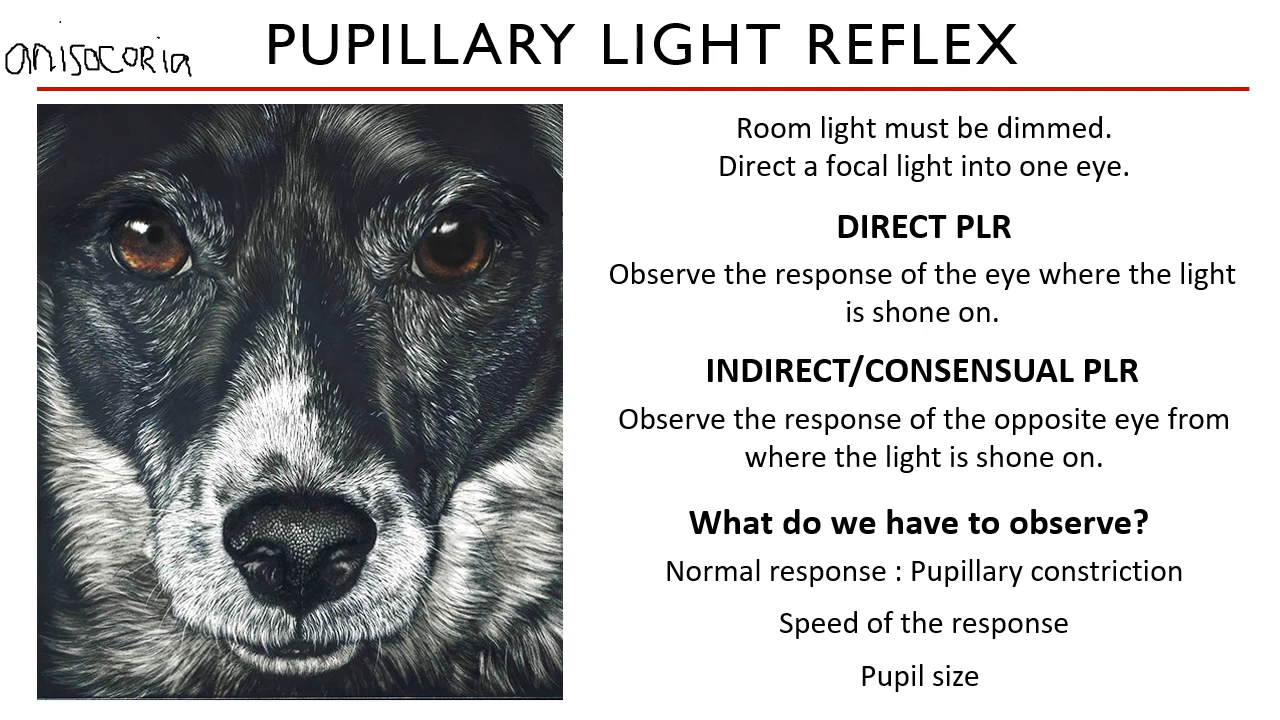 anisocoria
PUPILLARY LIGHT REFLEX
Room light must be dimmed.
Direct a focal light into one eye.
DIRECT PLR
Observe the response of the eye where the light
is shone on.
INDIRECT/CONSENSUAL PLR
Observe the response of the opposite eye from
where the light is shone on.
What do we have to observe?
Normal response : Pupillary constriction
Speed of the response
Pupil size